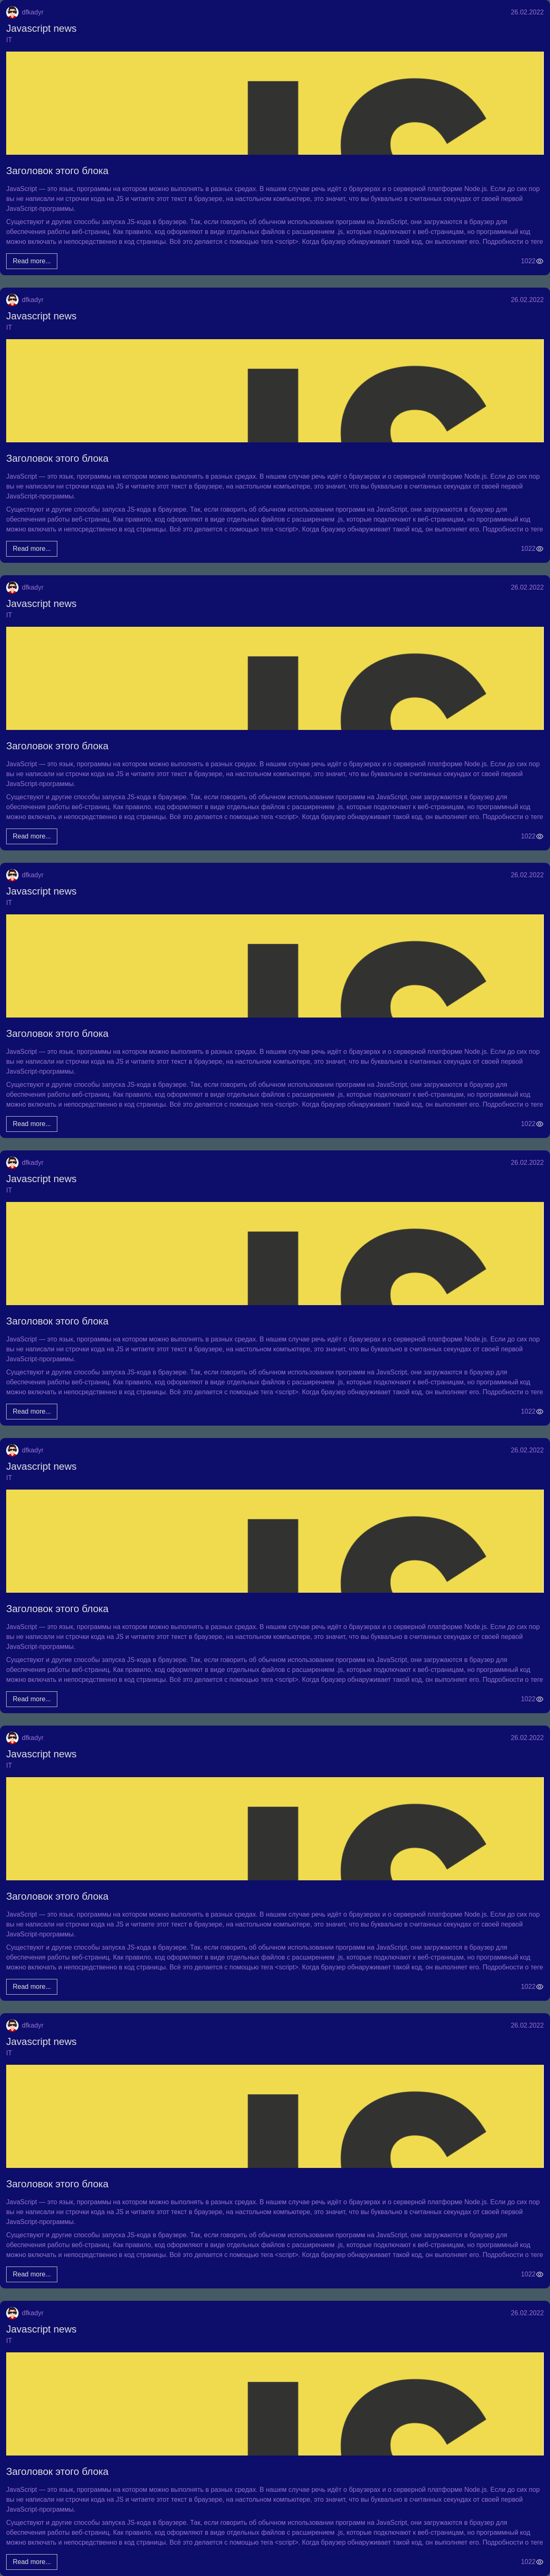 dfkadyr 26.02.2022
Javascript news
IT
Заголовок этого блока
JavaScript — это язык, программы на котором можно выполнять в разных средах. В нашем случае речь идёт о браузерах и о серверной платформе Node.js. Если до сих пор
вы не написали ни строчки кода на JS и читаете этот текст в браузере, на настольном компьютере, это значит, что вы буквально в считанных секундах от своей первой
JavaScript-программы.
Существуют и другие способы запуска JS-кода в браузере. Так, если говорить об обычном использовании программ на JavaScript, они загружаются в браузер для
обеспечения работы веб-страниц. Как правило, код оформляют в виде отдельных файлов с расширением .js, которые подключают к веб-страницам, но программный код
можно включать и непосредственно в код страницы. Всё это делается с помощью тега <script>. Когда браузер обнаруживает такой код, он выполняет его. Подробности о теге
Read more... 1022
dfkadyr 26.02.2022
Javascript news
IT
Заголовок этого блока
JavaScript — это язык, программы на котором можно выполнять в разных средах. В нашем случае речь идёт о браузерах и о серверной платформе Node.js. Если до сих пор
вы не написали ни строчки кода на JS и читаете этот текст в браузере, на настольном компьютере, это значит, что вы буквально в считанных секундах от своей первой
JavaScript-программы.
Существуют и другие способы запуска JS-кода в браузере. Так, если говорить об обычном использовании программ на JavaScript, они загружаются в браузер для
обеспечения работы веб-страниц. Как правило, код оформляют в виде отдельных файлов с расширением .js, которые подключают к веб-страницам, но программный код
можно включать и непосредственно в код страницы. Всё это делается с помощью тега <script>. Когда браузер обнаруживает такой код, он выполняет его. Подробности о теге
Read more... 1022
dfkadyr 26.02.2022
Javascript news
IT
Заголовок этого блока
JavaScript — это язык, программы на котором можно выполнять в разных средах. В нашем случае речь идёт о браузерах и о серверной платформе Node.js. Если до сих пор
вы не написали ни строчки кода на JS и читаете этот текст в браузере, на настольном компьютере, это значит, что вы буквально в считанных секундах от своей первой
JavaScript-программы.
Существуют и другие способы запуска JS-кода в браузере. Так, если говорить об обычном использовании программ на JavaScript, они загружаются в браузер для
обеспечения работы веб-страниц. Как правило, код оформляют в виде отдельных файлов с расширением .js, которые подключают к веб-страницам, но программный код
можно включать и непосредственно в код страницы. Всё это делается с помощью тега <script>. Когда браузер обнаруживает такой код, он выполняет его. Подробности о теге
Read more... 1022
dfkadyr 26.02.2022
Javascript news
IT
Заголовок этого блока
JavaScript — это язык, программы на котором можно выполнять в разных средах. В нашем случае речь идёт о браузерах и о серверной платформе Node.js. Если до сих пор
вы не написали ни строчки кода на JS и читаете этот текст в браузере, на настольном компьютере, это значит, что вы буквально в считанных секундах от своей первой
JavaScript-программы.
Существуют и другие способы запуска JS-кода в браузере. Так, если говорить об обычном использовании программ на JavaScript, они загружаются в браузер для
обеспечения работы веб-страниц. Как правило, код оформляют в виде отдельных файлов с расширением .js, которые подключают к веб-страницам, но программный код
можно включать и непосредственно в код страницы. Всё это делается с помощью тега <script>. Когда браузер обнаруживает такой код, он выполняет его. Подробности о теге
Read more... 1022
dfkadyr 26.02.2022
Javascript news
IT
Заголовок этого блока
JavaScript — это язык, программы на котором можно выполнять в разных средах. В нашем случае речь идёт о браузерах и о серверной платформе Node.js. Если до сих пор
вы не написали ни строчки кода на JS и читаете этот текст в браузере, на настольном компьютере, это значит, что вы буквально в считанных секундах от своей первой
JavaScript-программы.
Существуют и другие способы запуска JS-кода в браузере. Так, если говорить об обычном использовании программ на JavaScript, они загружаются в браузер для
обеспечения работы веб-страниц. Как правило, код оформляют в виде отдельных файлов с расширением .js, которые подключают к веб-страницам, но программный код
можно включать и непосредственно в код страницы. Всё это делается с помощью тега <script>. Когда браузер обнаруживает такой код, он выполняет его. Подробности о теге
Read more... 1022
dfkadyr 26.02.2022
Javascript news
IT
Заголовок этого блока
JavaScript — это язык, программы на котором можно выполнять в разных средах. В нашем случае речь идёт о браузерах и о серверной платформе Node.js. Если до сих пор
вы не написали ни строчки кода на JS и читаете этот текст в браузере, на настольном компьютере, это значит, что вы буквально в считанных секундах от своей первой
JavaScript-программы.
Существуют и другие способы запуска JS-кода в браузере. Так, если говорить об обычном использовании программ на JavaScript, они загружаются в браузер для
обеспечения работы веб-страниц. Как правило, код оформляют в виде отдельных файлов с расширением .js, которые подключают к веб-страницам, но программный код
можно включать и непосредственно в код страницы. Всё это делается с помощью тега <script>. Когда браузер обнаруживает такой код, он выполняет его. Подробности о теге
Read more... 1022
dfkadyr 26.02.2022
Javascript news
IT
Заголовок этого блока
JavaScript — это язык, программы на котором можно выполнять в разных средах. В нашем случае речь идёт о браузерах и о серверной платформе Node.js. Если до сих пор
вы не написали ни строчки кода на JS и читаете этот текст в браузере, на настольном компьютере, это значит, что вы буквально в считанных секундах от своей первой
JavaScript-программы.
Существуют и другие способы запуска JS-кода в браузере. Так, если говорить об обычном использовании программ на JavaScript, они загружаются в браузер для
обеспечения работы веб-страниц. Как правило, код оформляют в виде отдельных файлов с расширением .js, которые подключают к веб-страницам, но программный код
можно включать и непосредственно в код страницы. Всё это делается с помощью тега <script>. Когда браузер обнаруживает такой код, он выполняет его. Подробности о теге
Read more... 1022
dfkadyr 26.02.2022
Javascript news
IT
Заголовок этого блока
JavaScript — это язык, программы на котором можно выполнять в разных средах. В нашем случае речь идёт о браузерах и о серверной платформе Node.js. Если до сих пор
вы не написали ни строчки кода на JS и читаете этот текст в браузере, на настольном компьютере, это значит, что вы буквально в считанных секундах от своей первой
JavaScript-программы.
Существуют и другие способы запуска JS-кода в браузере. Так, если говорить об обычном использовании программ на JavaScript, они загружаются в браузер для
обеспечения работы веб-страниц. Как правило, код оформляют в виде отдельных файлов с расширением .js, которые подключают к веб-страницам, но программный код
можно включать и непосредственно в код страницы. Всё это делается с помощью тега <script>. Когда браузер обнаруживает такой код, он выполняет его. Подробности о теге
Read more... 1022
dfkadyr 26.02.2022
Javascript news
IT
Заголовок этого блока
JavaScript — это язык, программы на котором можно выполнять в разных средах. В нашем случае речь идёт о браузерах и о серверной платформе Node.js. Если до сих пор
вы не написали ни строчки кода на JS и читаете этот текст в браузере, на настольном компьютере, это значит, что вы буквально в считанных секундах от своей первой
JavaScript-программы.
Существуют и другие способы запуска JS-кода в браузере. Так, если говорить об обычном использовании программ на JavaScript, они загружаются в браузер для
обеспечения работы веб-страниц. Как правило, код оформляют в виде отдельных файлов с расширением .js, которые подключают к веб-страницам, но программный код
можно включать и непосредственно в код страницы. Всё это делается с помощью тега <script>. Когда браузер обнаруживает такой код, он выполняет его. Подробности о теге
Read more... 1022